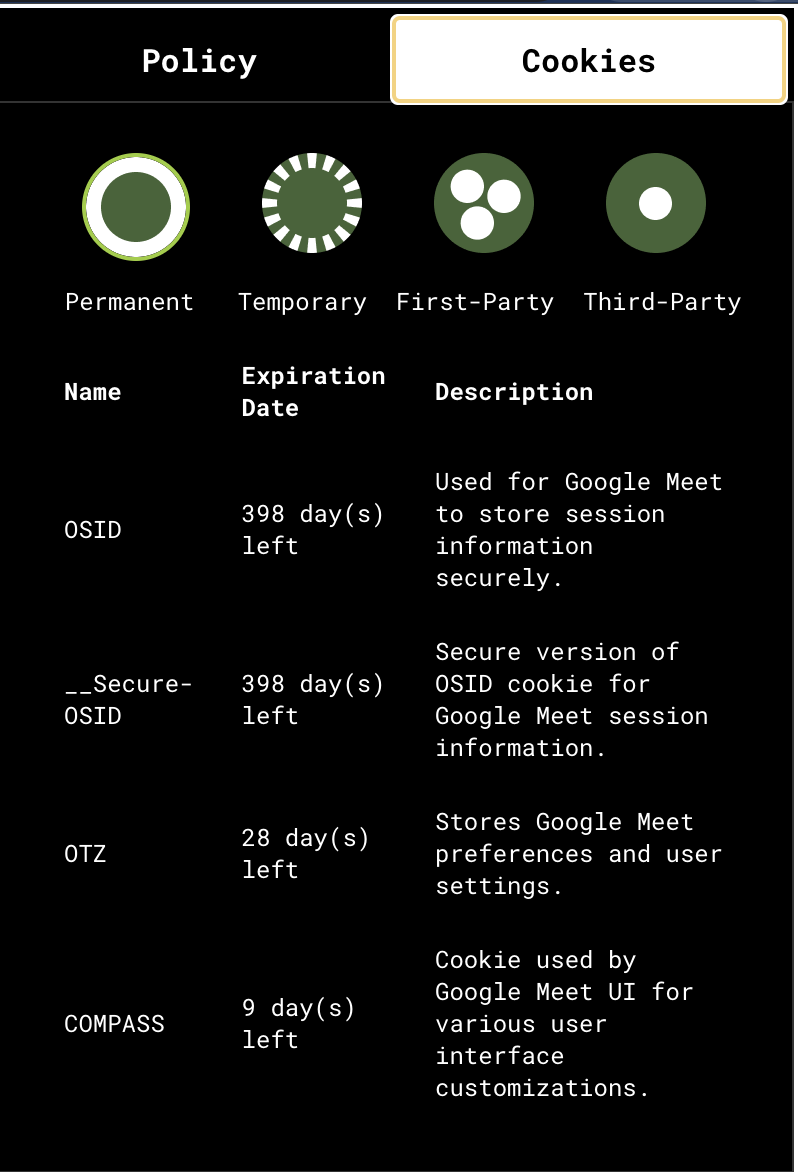 Policy
Cookies
Permanent
Temporary
First-Party
Third-Party
Name
Expiration
Date
Description
OSID
398 day(s)
left
Used for Google Meet
to store session
information
securely.
__Secure-
OSID
398 day(s)
left
Secure version of
OSID cookie for
Google Meet session
information.
OTZ
28 day(s)
left
Stores Google Meet
preferences and user
settings.
COMPASS
9 day(s)
left
Cookie used by
Google Meet UI for
various user
interface
customizations.